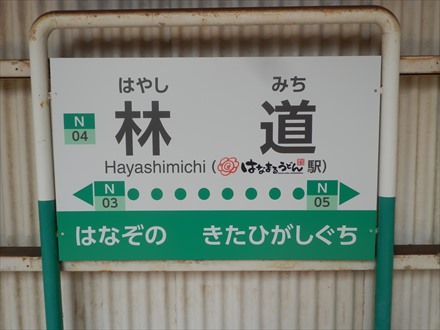 はやし みち
N 04 林道
Hayashimichi (はなまるうどん駅)
N 03 N 05
はなぞの きたひがしぐち